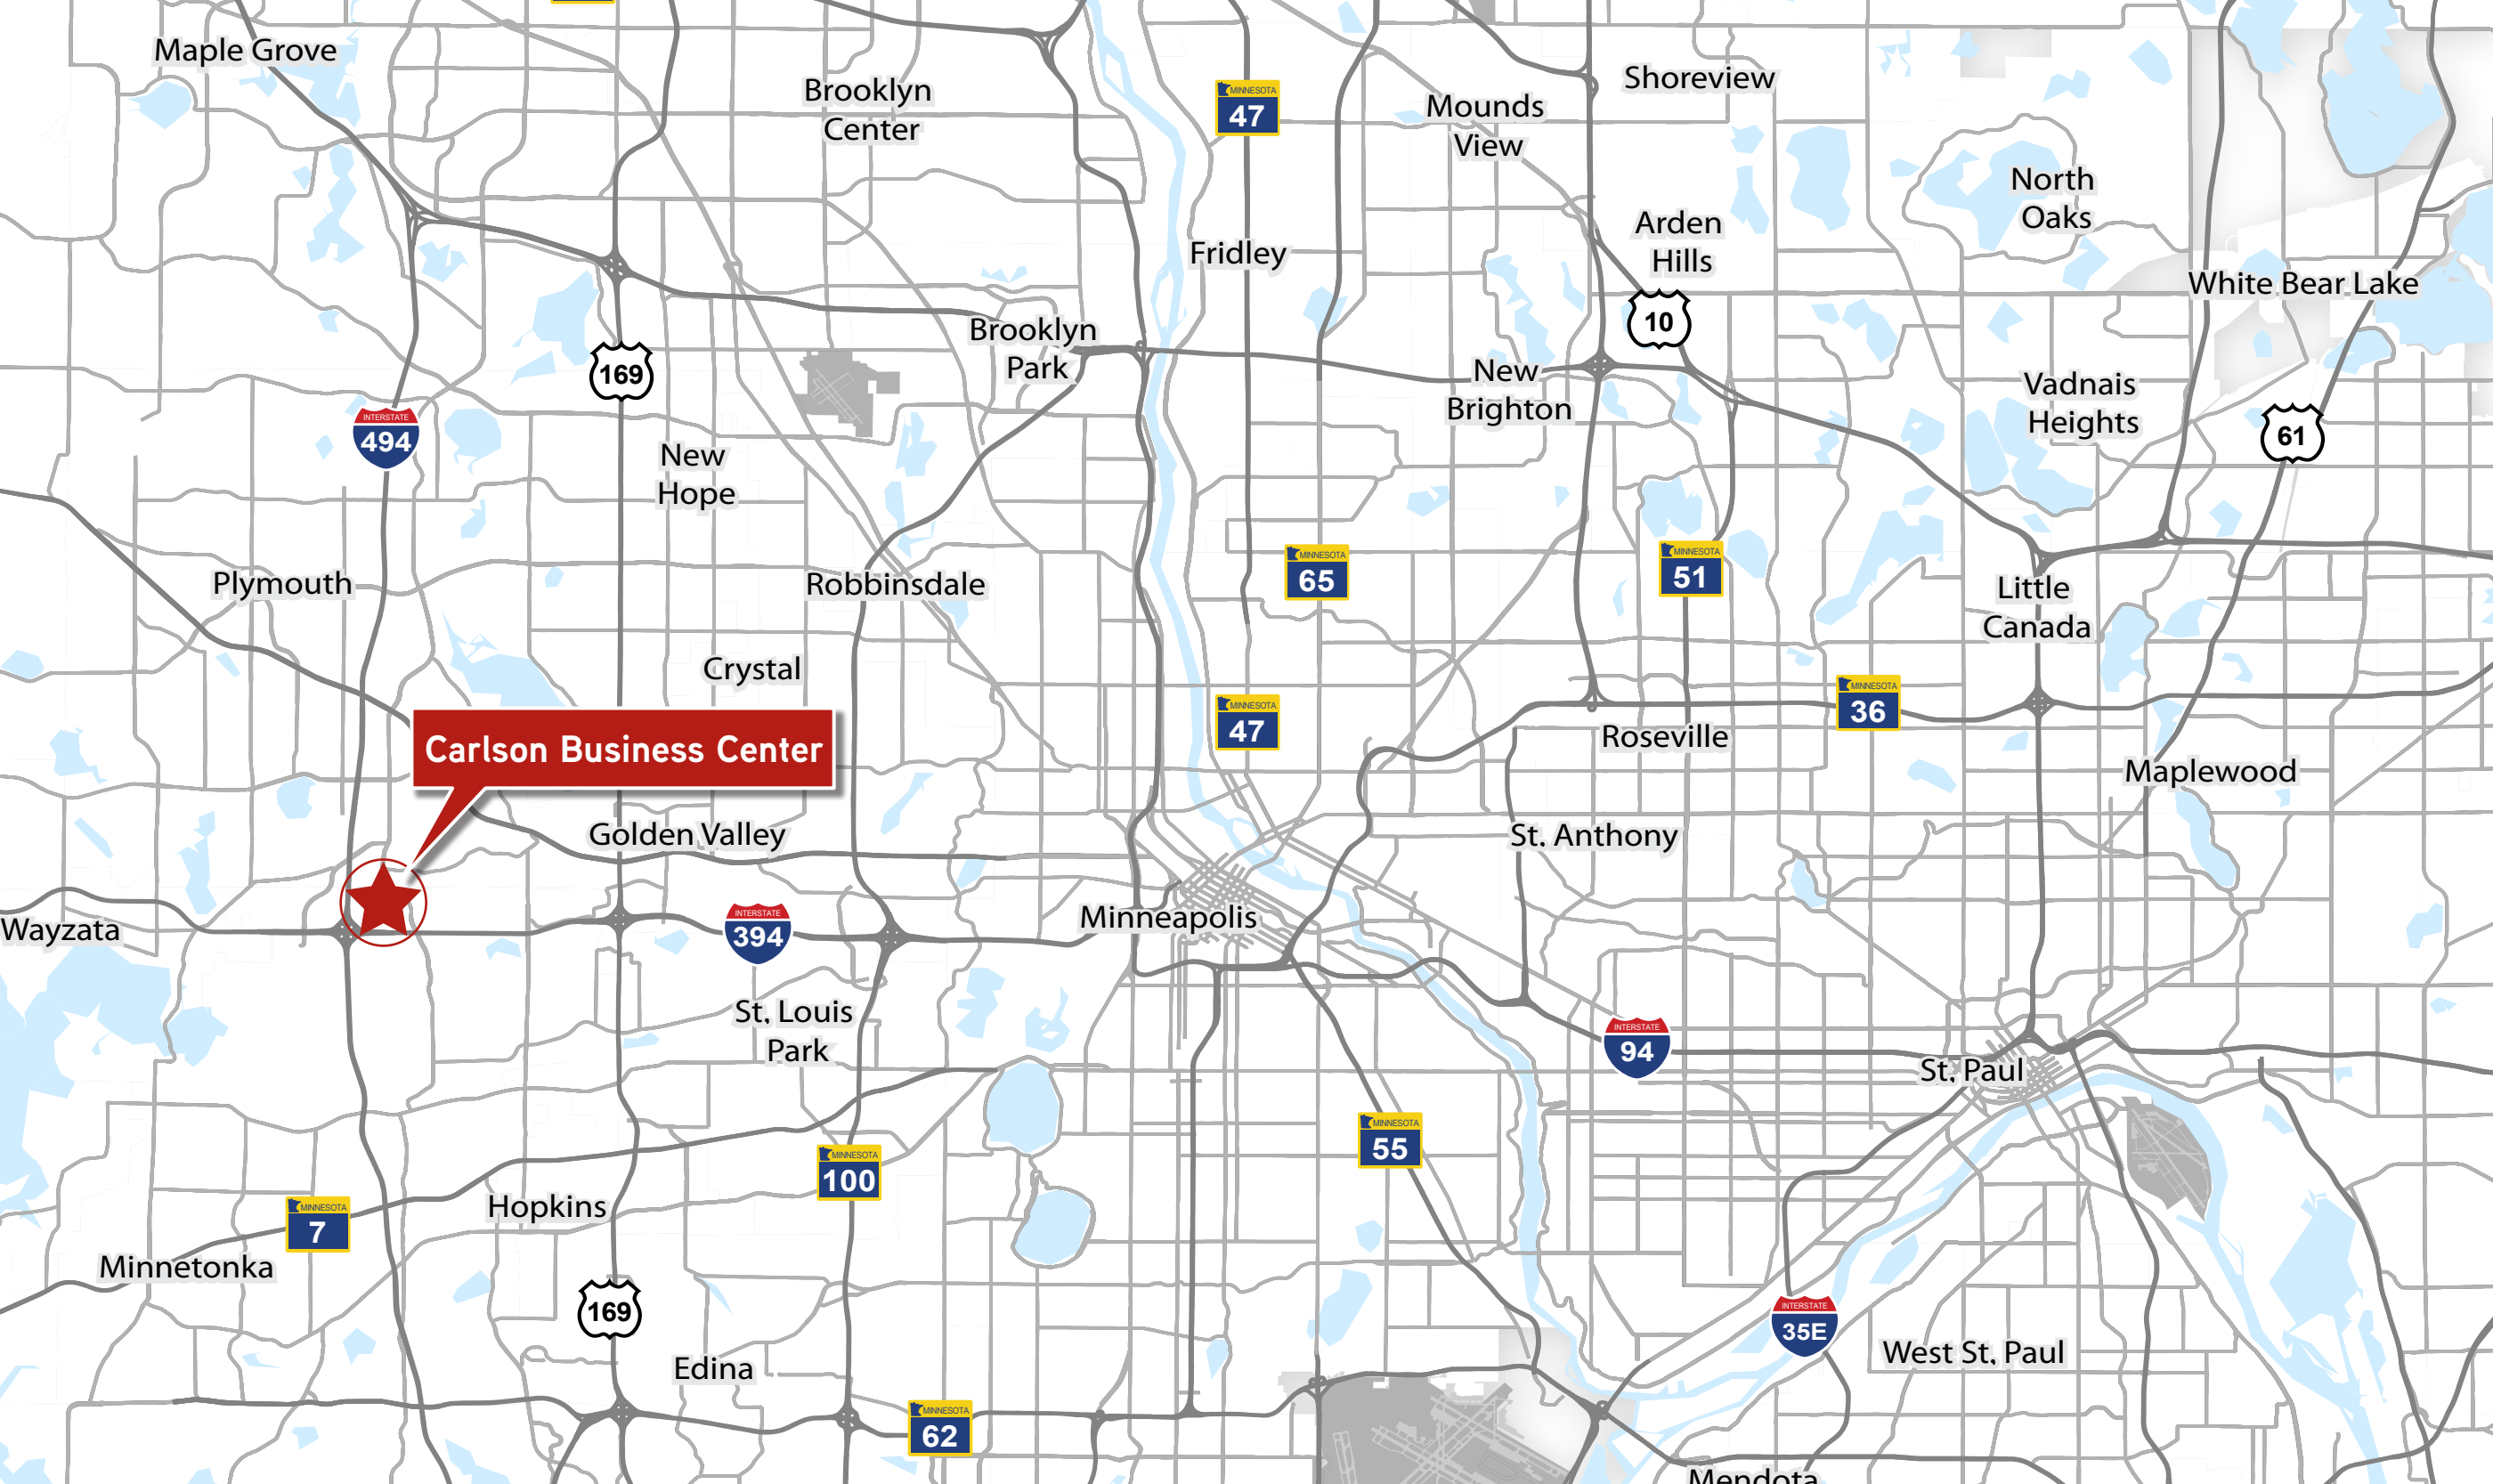 Maple Grove
Shoreview
Brooklyn
Center
MINNESOTA
47
Mounds
View
North
Oaks
Arden
Hills
Fridley
White Bear Lake
10
Brooklyn
Park
169
New
Brighton
Vadnais
Heights
INTERSTATE
494
61
New
Hope
MINNESOTA
65
MINNESOTA
51
Plymouth
Robbinsdale
Little
Canada
Crystal
MINNESOTA
36
MINNESOTA
47
Roseville
Carlson Business Center
Maplewood
Golden Valley
St. Anthony
Wayzata
INTERSTATE
394
Minneapolis
St. Louis
Park
INTERSTATE
94
St. Paul
MINNESOTA
55
MINNESOTA
100
Hopkins
MINNESOTA
7
Minnetonka
169
INTERSTATE
35E
West St. Paul
Edina
MINNESOTA
62
Mendota